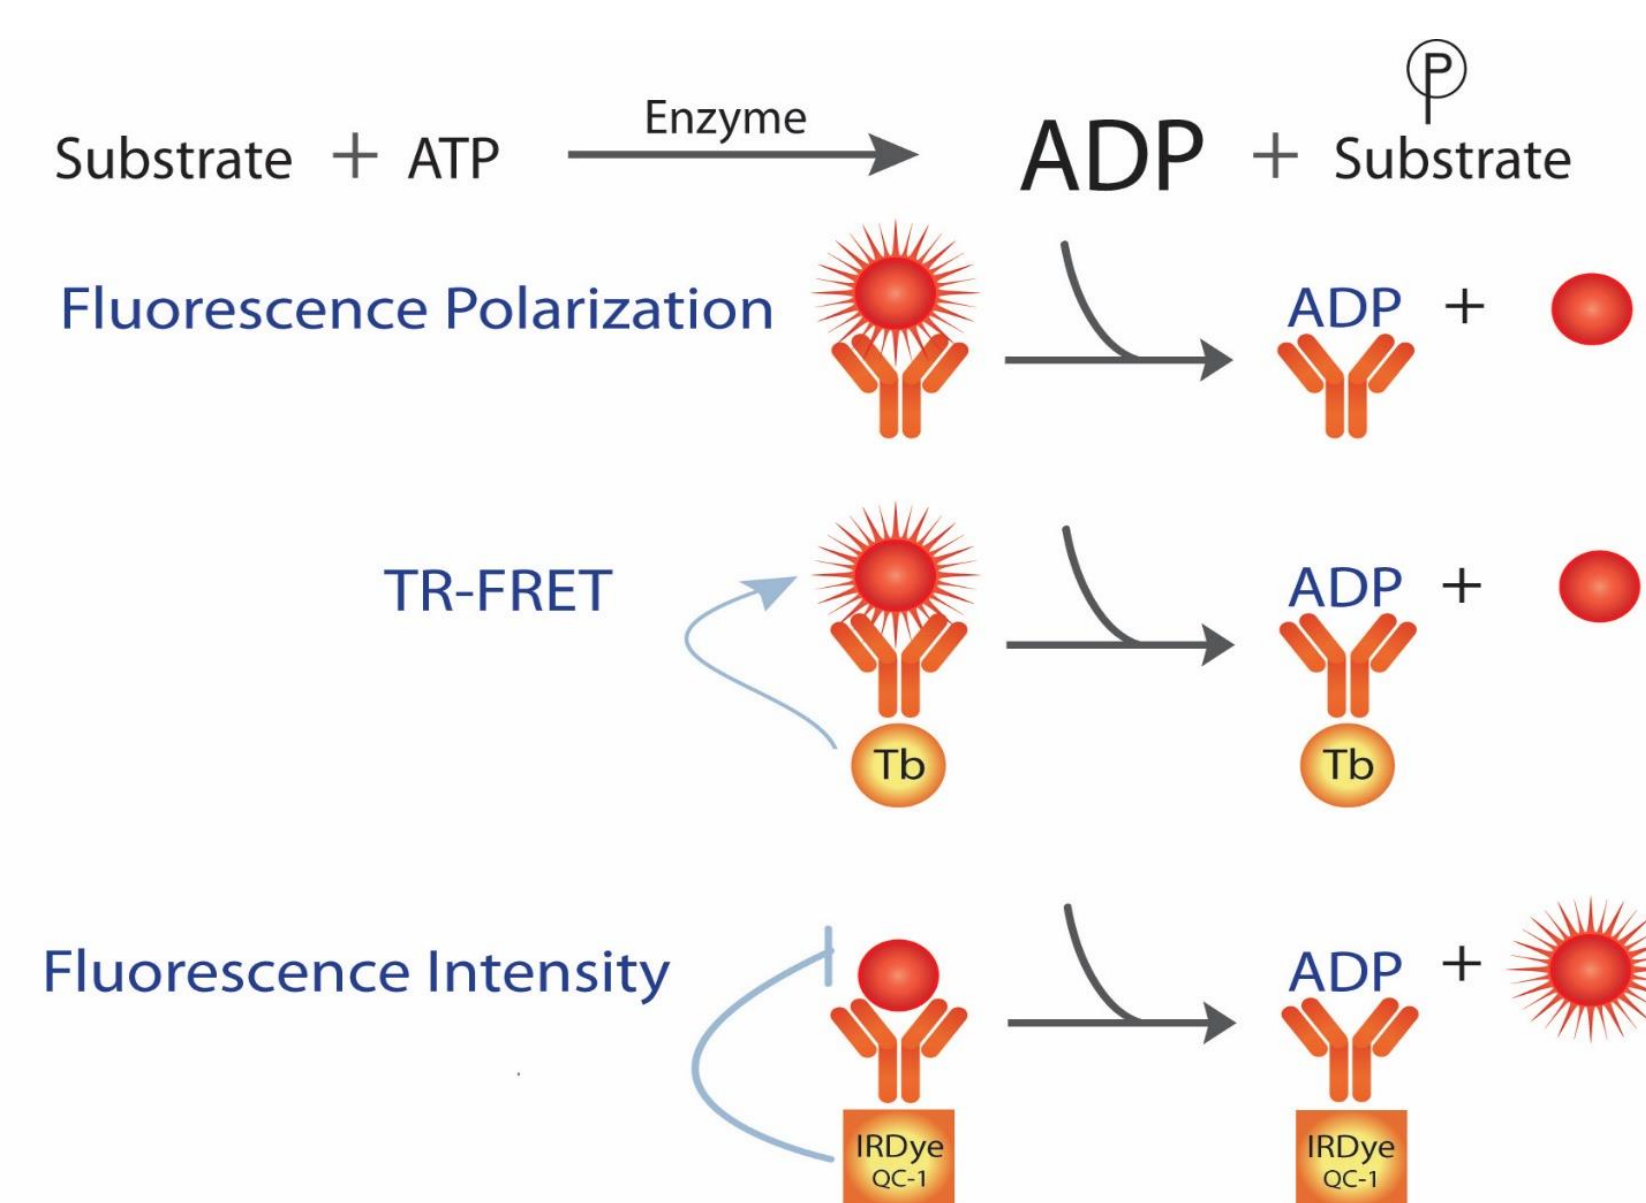 Substrate + ATP Enzyme ADP + Substrate P
Fluorescence Polarization ADP +
TR-FRET ADP +
Tb Tb
Fluorescence Intensity ADP +
IRDye IRDye
QC-1 QC-1